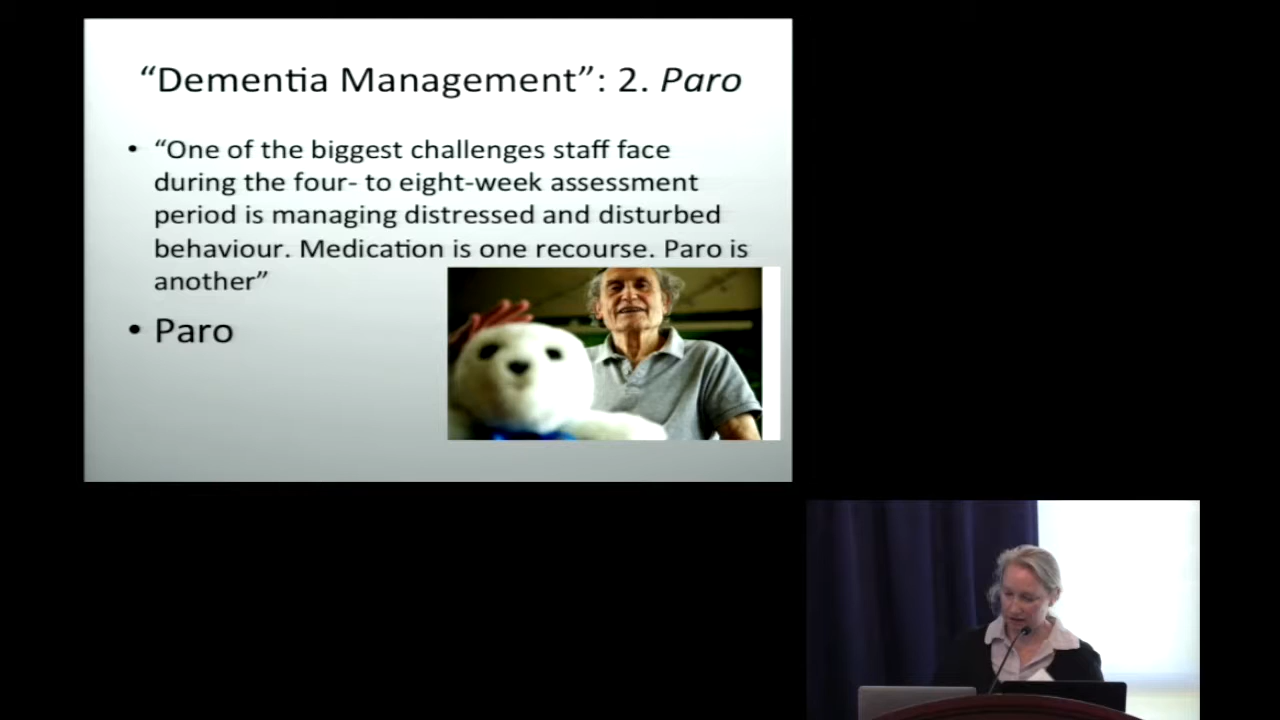 “Dementia Management”: 2. Paro
• “One of the biggest challenges staff face
during the four- to eight-week assessment
period is managing distressed and disturbed
behaviour. Medication is one recourse. Paro is
another”
• Paro